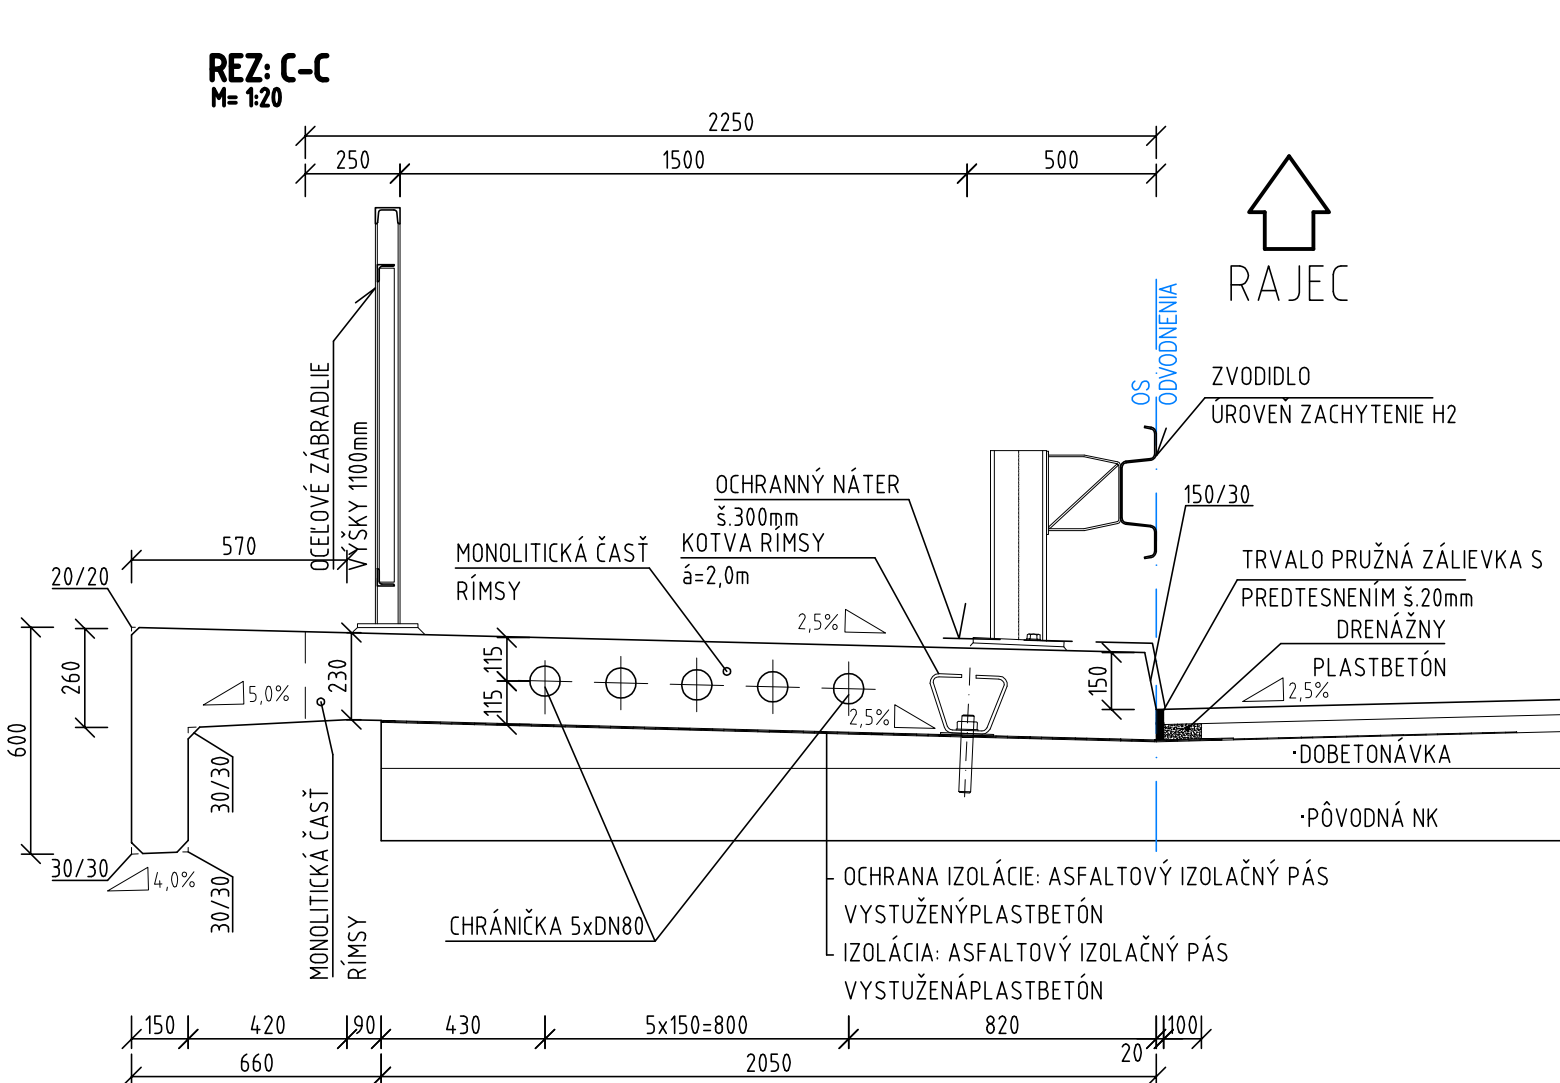 REZ: C-C
M= 1:20
2250
250
1500
500
RAJEC
OS
ODVODNENIA
ZVODIDLO
ÚROVEŇ ZACHYTENIE H2
OCEĽOVÉ ZÁBRADLIE
VÝŠKY 1100mm
OCHRANNÝ NÁTER
š.300mm
150/30
KOTVA RÍMSY
á=2,0m
MONOLITICKÁ ČASŤ
RÍMSY
570
20/20
TRVALO PRUŽNÁ ZÁLIEVKA S
PREDTESNENÍM š.20mm
DRENÁŽNY
PLASTBETÓN
2,5%
115
115
230
260
600
150
5,0%
2,5%
2,5%
DOBETONÁVKA
PÔVODNÁ NK
30/30
30/30
30/30
4,0%
MONOLITICKÁ ČASŤ
RÍMSY
CHRÁNIČKA 5xDN80
OCHRANA IZOLÁCIE: ASFALTOVÝ IZOLAČNÝ PÁS
VYSTUŽENÝPLASTBETÓN
IZOLÁCIA: ASFALTOVÝ IZOLAČNÝ PÁS
VYSTUŽENÁPLASTBETÓN
150
420
90
430
5x150=800
820
20
100
660
2050